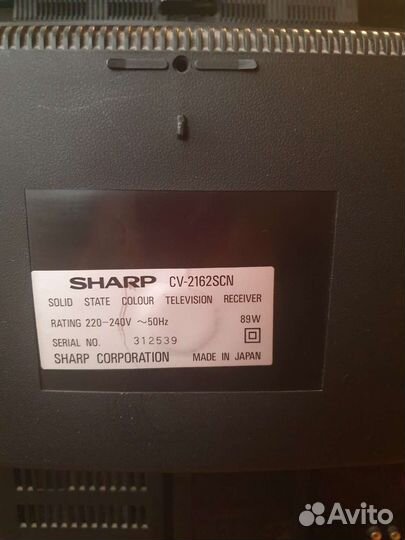 SHARP CV-2162SCN
SOLID STATE COLOUR TELEVISION RECEIVER
RATING 220-240V ~50Hz 89W
SERIAL NO. 312539
SHARP CORPORATION MADE IN JAPAN
Avito